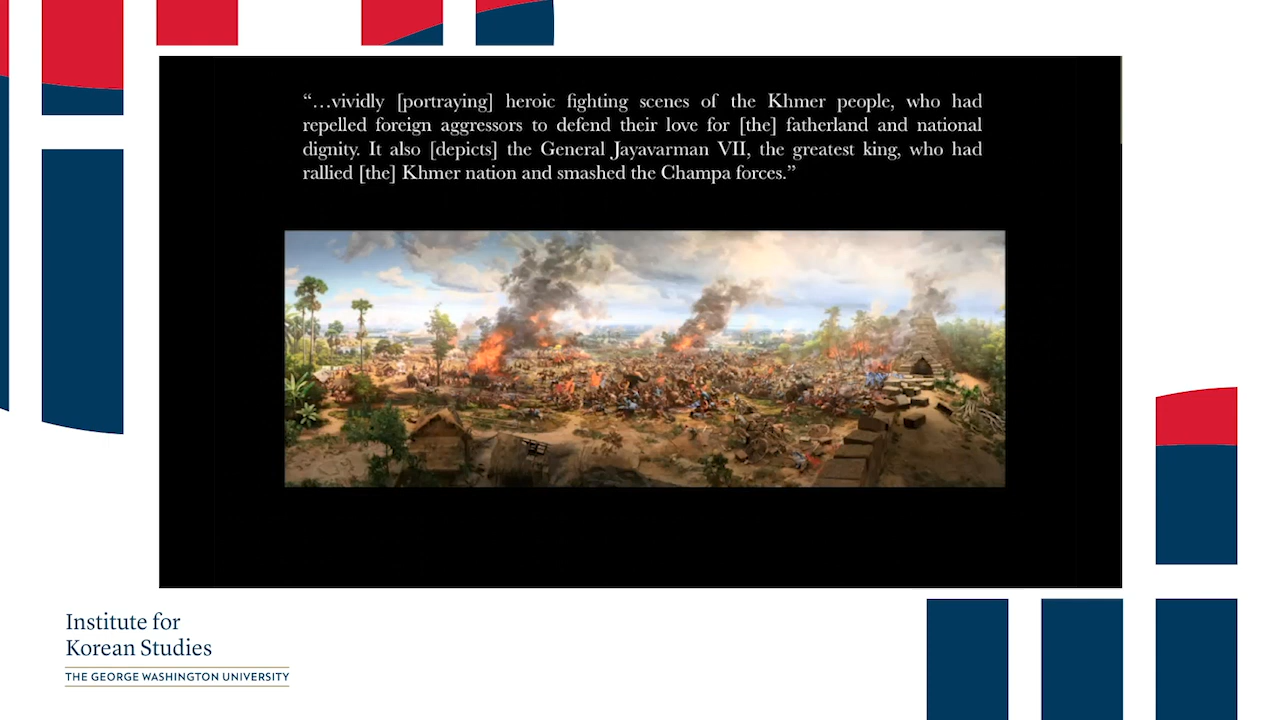 “…vividly [portraying] heroic fighting scenes of the Khmer people, who had
repelled foreign aggressors to defend their love for [the] fatherland and national
dignity. It also [depicts] the General Jayavarman VII, the greatest king, who had
rallied [the] Khmer nation and smashed the Champa forces.”
Institute for
Korean Studies
THE GEORGE WASHINGTON UNIVERSITY